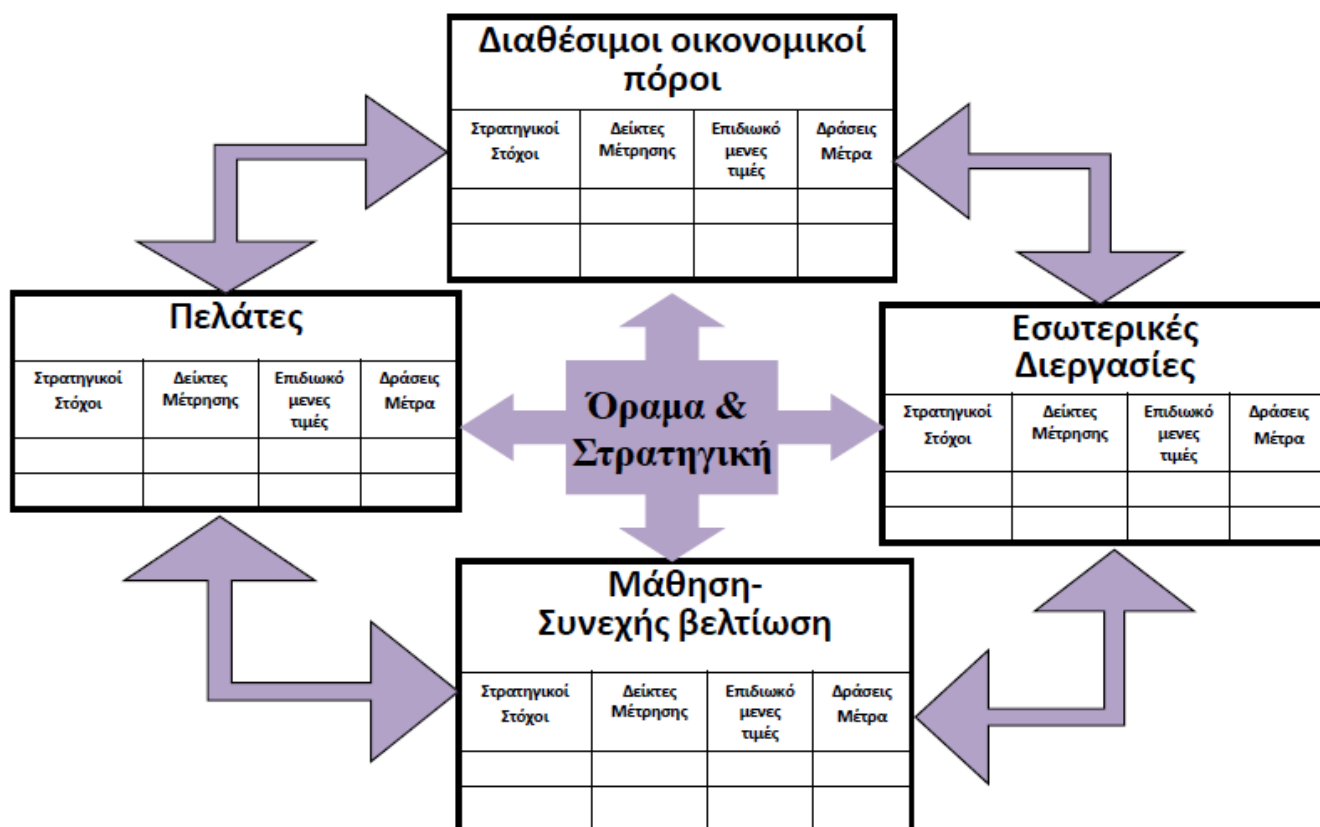 Διαθέσιμοι οικονομικοί
πόροι
Στρατηγικοί Δείκτες Επιδιωκό Δράσεις
Στόχοι Μέτρησης μενες Μέτρα
τιμές
Πελάτες
Στρατηγικοί Δείκτες Επιδιωκό Δράσεις
Στόχοι Μέτρησης μενες Μέτρα
τιμές
Όραμα &
Στρατηγική
Εσωτερικές
Διεργασίες
Στρατηγικοί Δείκτες Επιδιωκό Δράσεις
Στόχοι Μέτρησης μενες Μέτρα
τιμές
Μάθηση-
Συνεχής βελτίωση
Στρατηγικοί Δείκτες Επιδιωκό Δράσεις
Στόχοι Μέτρησης μενες Μέτρα
τιμές